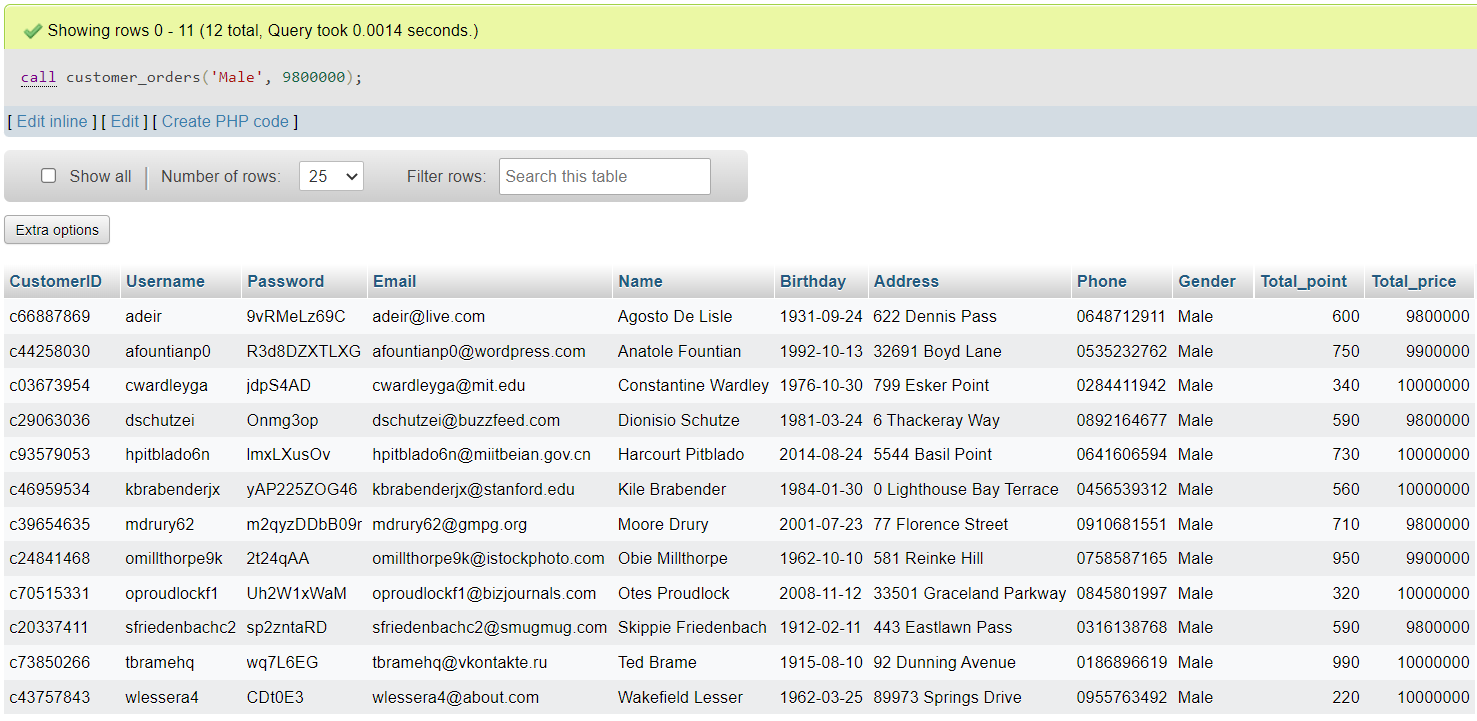 Showing rows 0 - 11 (12 total, Query took 0.0014 seconds.)
call customer_orders('Male', 9800000);
[ Edit inline ] [ Edit ] [ Create PHP code ]
Show all | Number of rows: 25 Filter rows: Search this table
Extra options
CustomerID Username Password Email Name Birthday Address Phone Gender Total_point Total_price
c66887869 adeir 9vRMeLz69C adeir@live.com Agosto De Lisle 1931-09-24 622 Dennis Pass 0648712911 Male 600 9800000
c44258030 afountianp0 R3d8DZXTLXG afountianp0@wordpress.com Anatole Fountian 1992-10-13 32691 Boyd Lane 0535232762 Male 750 9900000
c03673954 cwardleyga jdpS4AD cwardleyga@mit.edu Constantine Wardley 1976-10-30 799 Esker Point 0284411942 Male 340 10000000
c29063036 dschutzei Onmg3op dschutzei@buzzfeed.com Dionisio Schutze 1981-03-24 6 Thackeray Way 0892164677 Male 590 9800000
c93579053 hpitblado6n lmxLXusOv hpitblado6n@miitbeian.gov.cn Harcourt Pitblado 2014-08-24 5544 Basil Point 0641606594 Male 730 10000000
c46959534 kbrabenderjx yAP225ZOG46 kbrabenderjx@stanford.edu Kile Brabender 1984-01-30 0 Lighthouse Bay Terrace 0456539312 Male 560 10000000
c39654635 mdrury62 m2qyzDDbB09r mdrury62@gmpg.org Moore Drury 2001-07-23 77 Florence Street 0910681551 Male 710 9800000
c24841468 omillthorpe9k 2t24qAA omillthorpe9k@istockphoto.com Obie Millthorpe 1962-10-10 581 Reinke Hill 0758587165 Male 950 9900000
c70515331 oproudlockf1 Uh2W1xWaM oproudlockf1@bizjournals.com Otes Proudlock 2008-11-12 33501 Graceland Parkway 0845801997 Male 320 10000000
c20337411 sfriedenbachc2 sp2zntaRD sfriedenbachc2@smugmug.com Skippie Friedenbach 1912-02-11 443 Eastlawn Pass 0316138768 Male 590 9800000
c73850266 tbramehq wq7L6EG tbramehq@vkontakte.ru Ted Brame 1915-08-10 92 Dunning Avenue 0186896619 Male 990 10000000
c43757843 wlessera4 CDt0E3 wlessera4@about.com Wakefield Lesser 1962-03-25 89973 Springs Drive 0955763492 Male 220 10000000